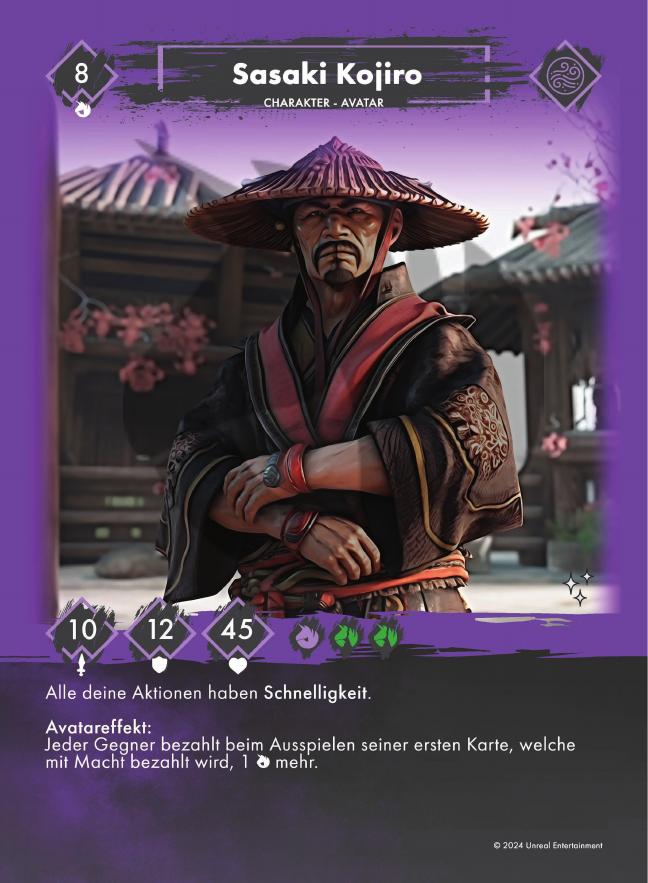 8
Sasaki Kojiro
CHARAKTER - AVATAR
10
12
45
Alle deine Aktionen haben Schnelligkeit.
Avatareffekt:
Jeder Gegner bezahlt beim Ausspielen seiner ersten Karte, welche
mit Macht bezahlt wird, 1 mehr.
© 2024 Unreal Entertainment